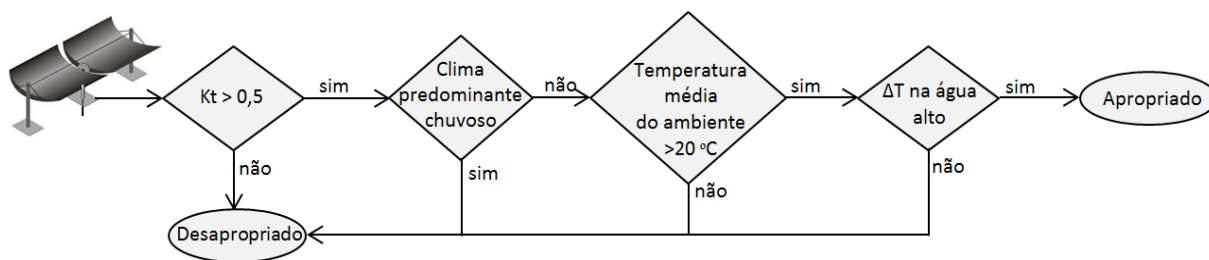 Kt > 0,5
sim
não
Clima
predominante
chuvoso
não
sim
Temperatura
média
do ambiente
>20 ºC
sim
não
ΔT na água
alto
sim
não
Apropriado
Desapropriado